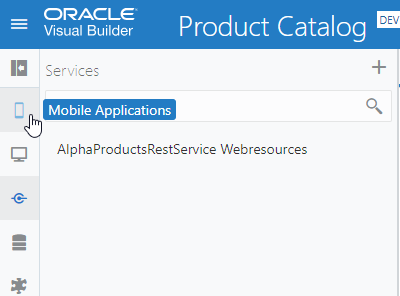 ORACLE
Visual Builder
Product Catalog
DEV
Services
Mobile Applications
AlphaProductsRestService Webresources